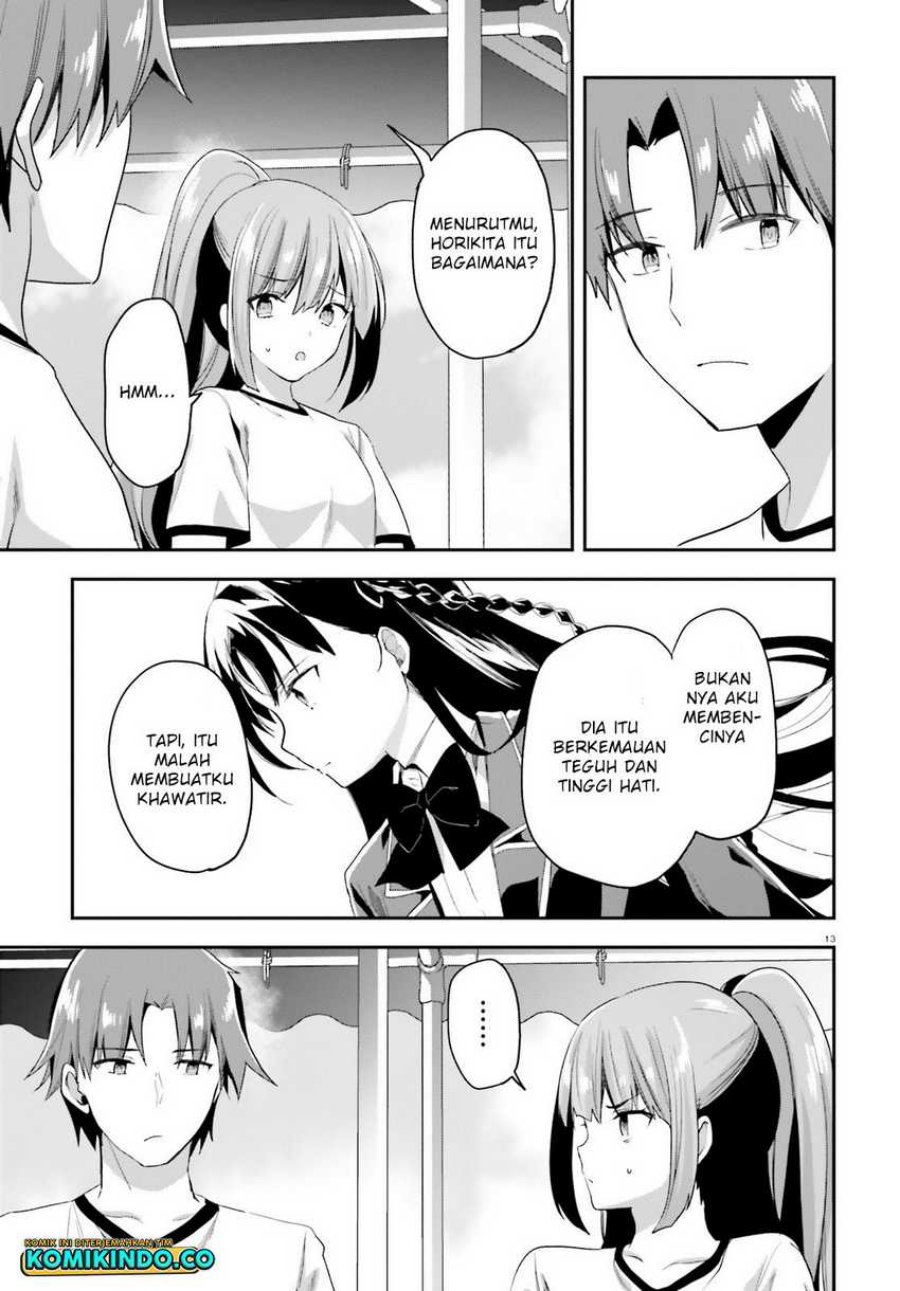 MENURUTMU,
HORIKITA ITU
BAGAIMANA?
HMM...
BUKAN
NYA AKU
MEMBEN-
CINYA
DIA ITU
BERKEMAUAN
TEGUH DAN
TINGGI HATI.
TAPI, ITU
MALAH
MEMBUATKU
KHAWATIR.
13
......
KOMIK INI DITERJEMAHKAN TIM
KOMIKINDO.CO